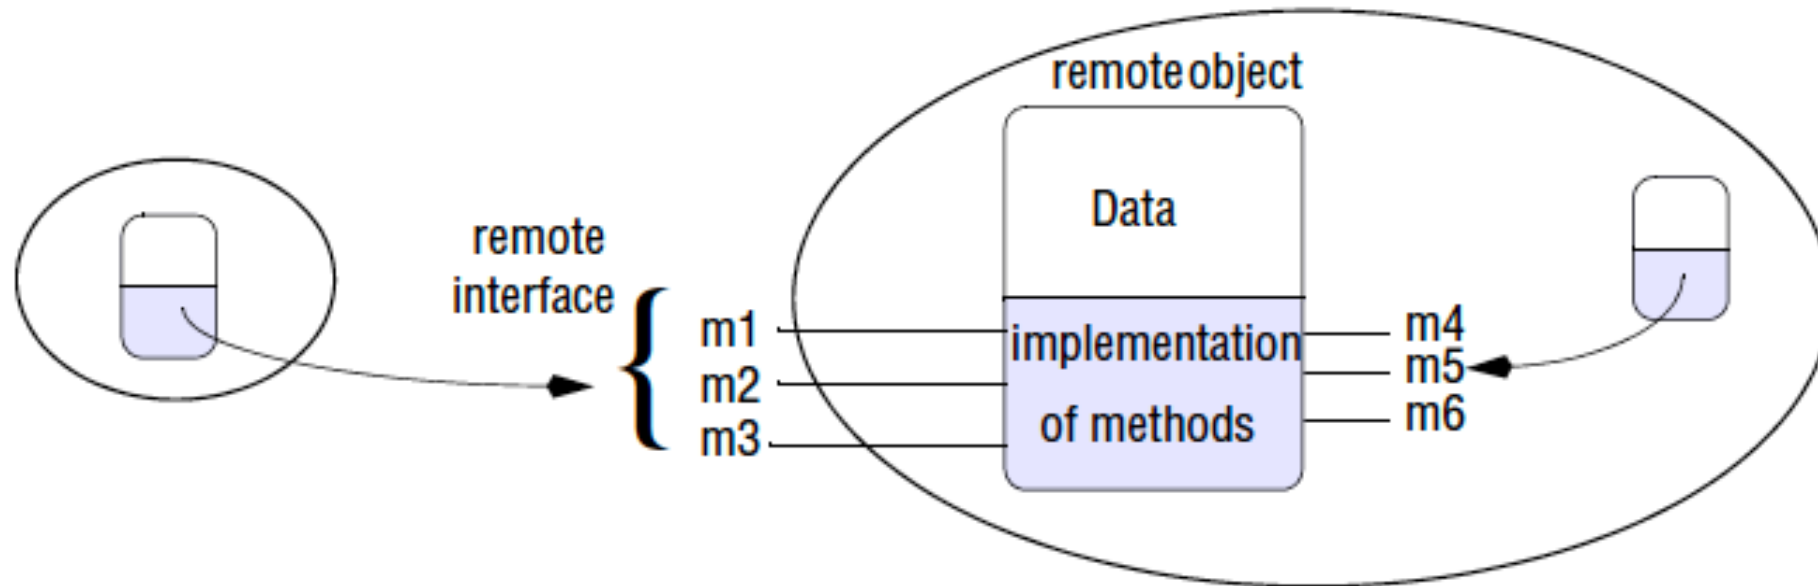 remote object
Data
remote
interface
{
m1
m2
m3
implementation
of methods
m4
m5
m6